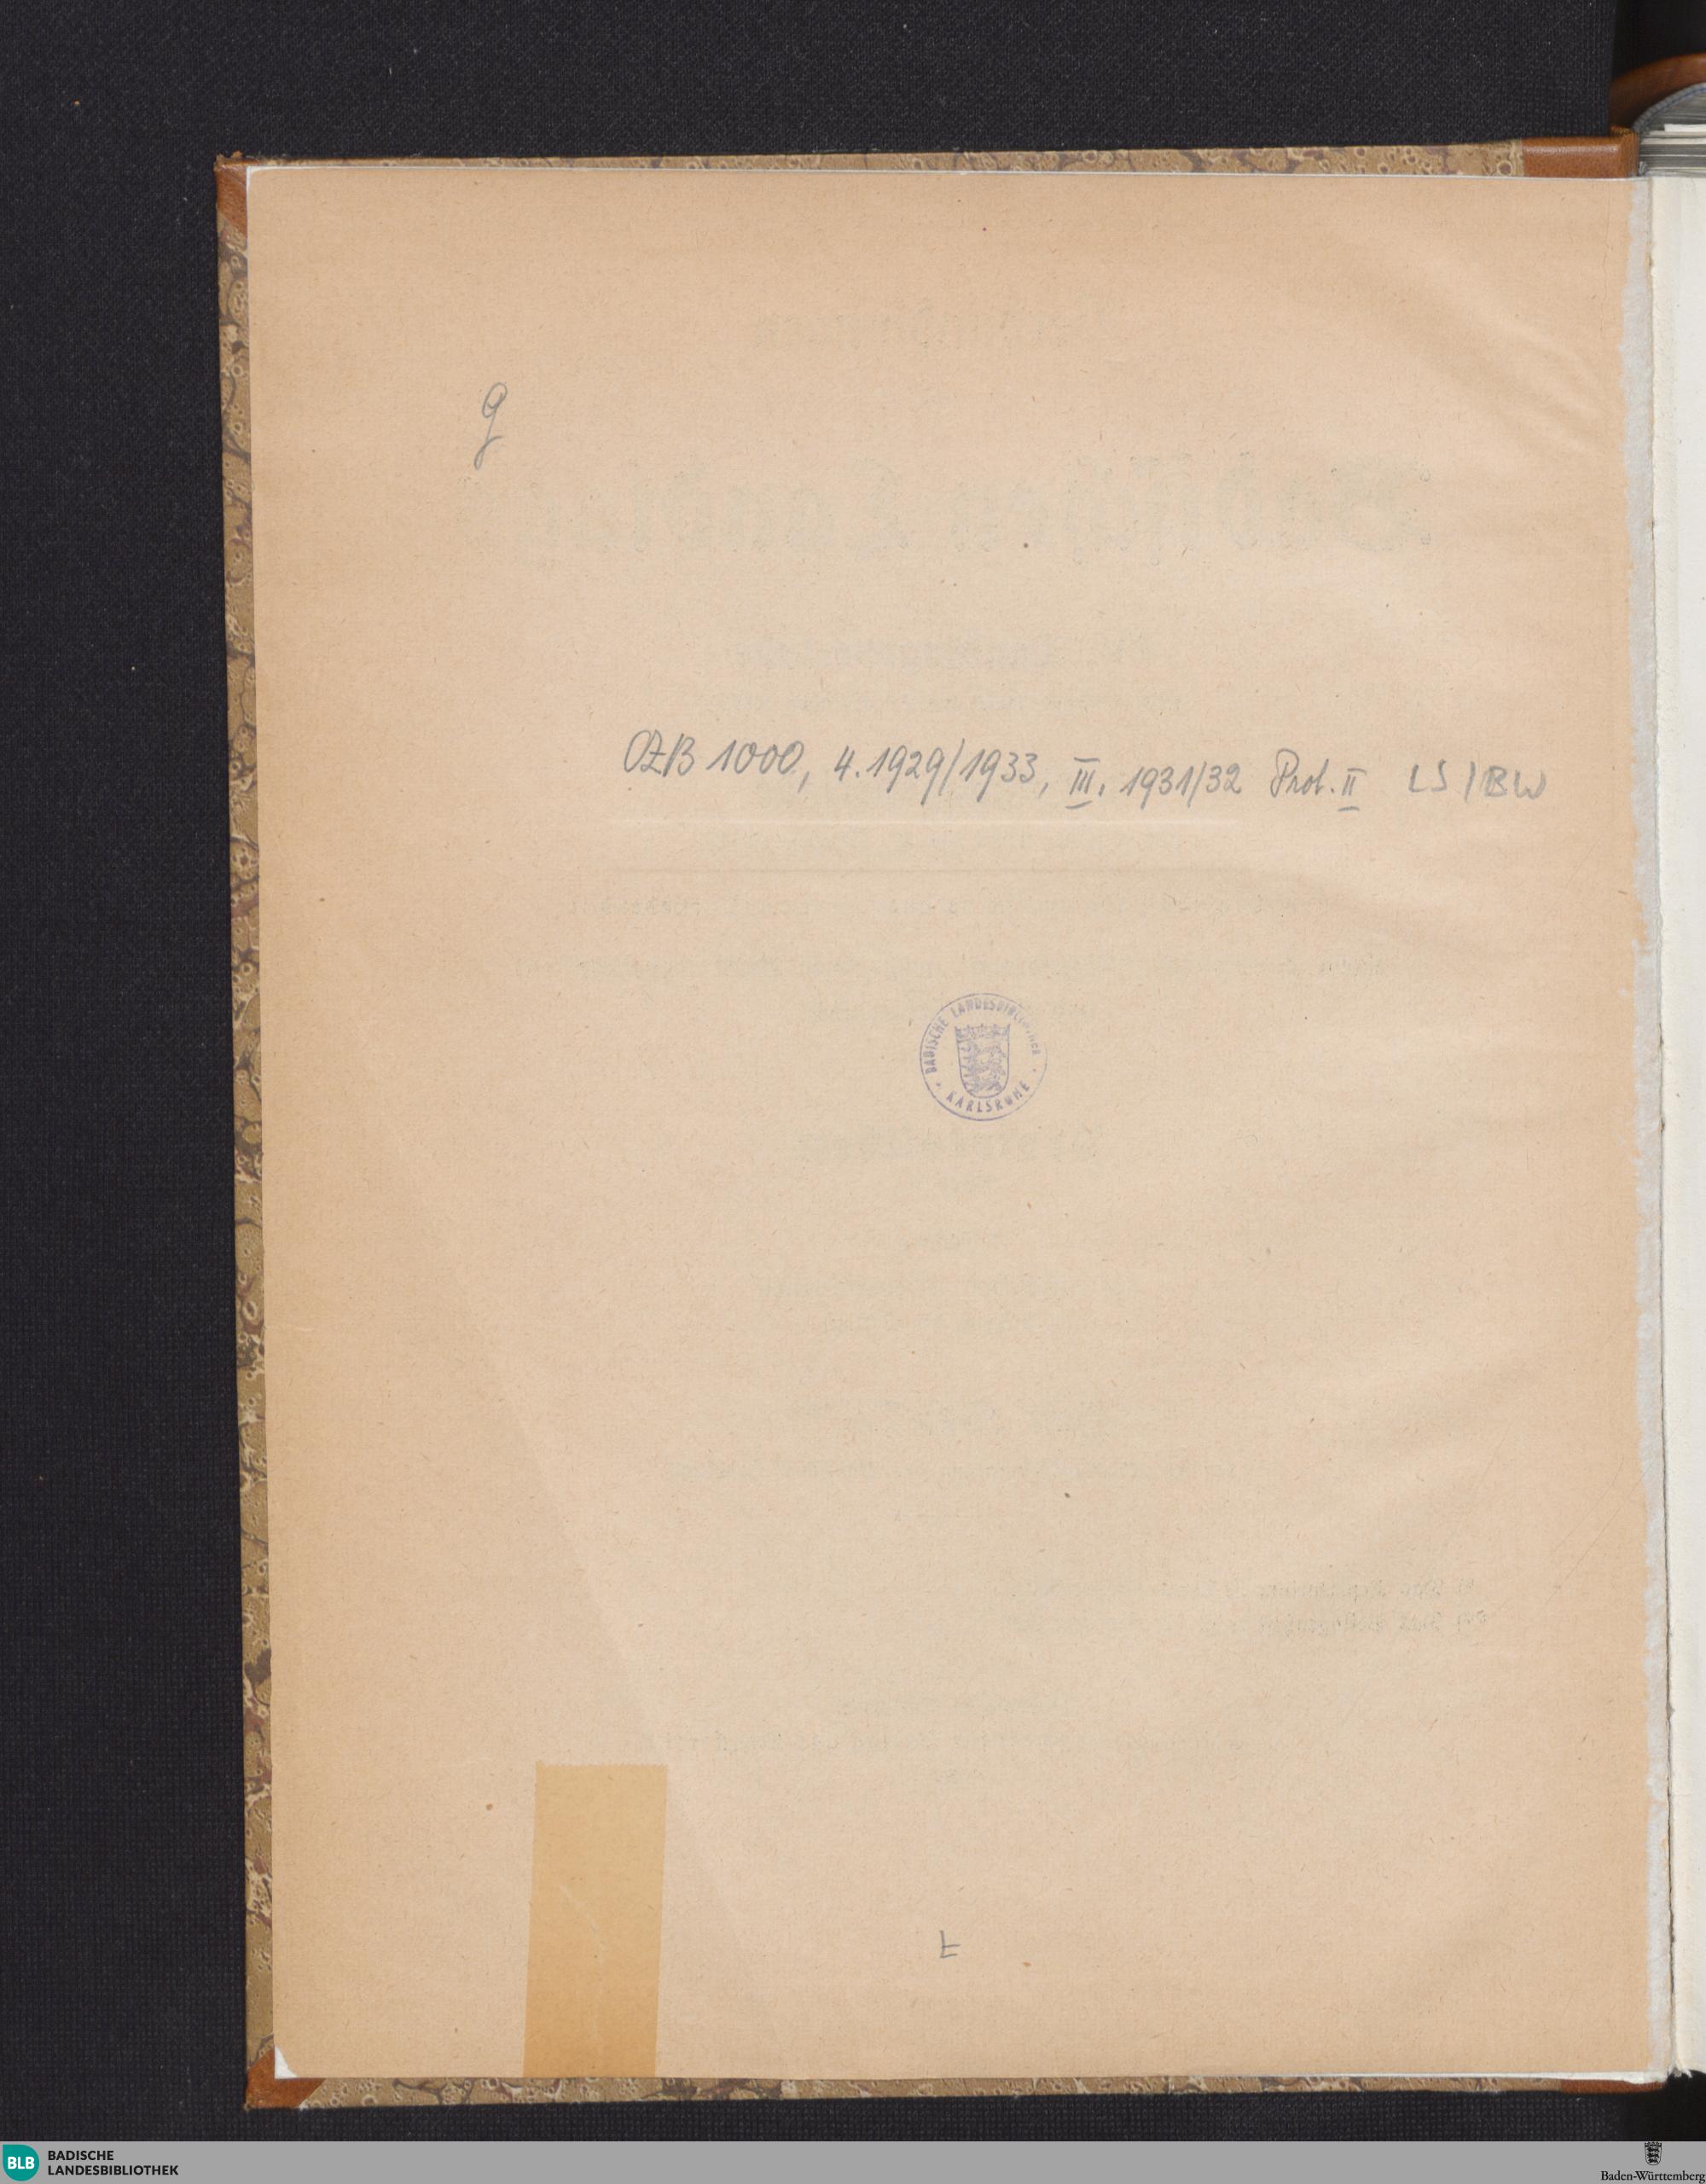 g
OZB 1000, 4.1929/1933, III. 1931/32 Prot. II LS/BW
BADISCHE LANDESBIBLIOTHEK
KARLSRUHE
BLB BADISCHE
LANDESBIBLIOTHEK
Baden-Württemberg